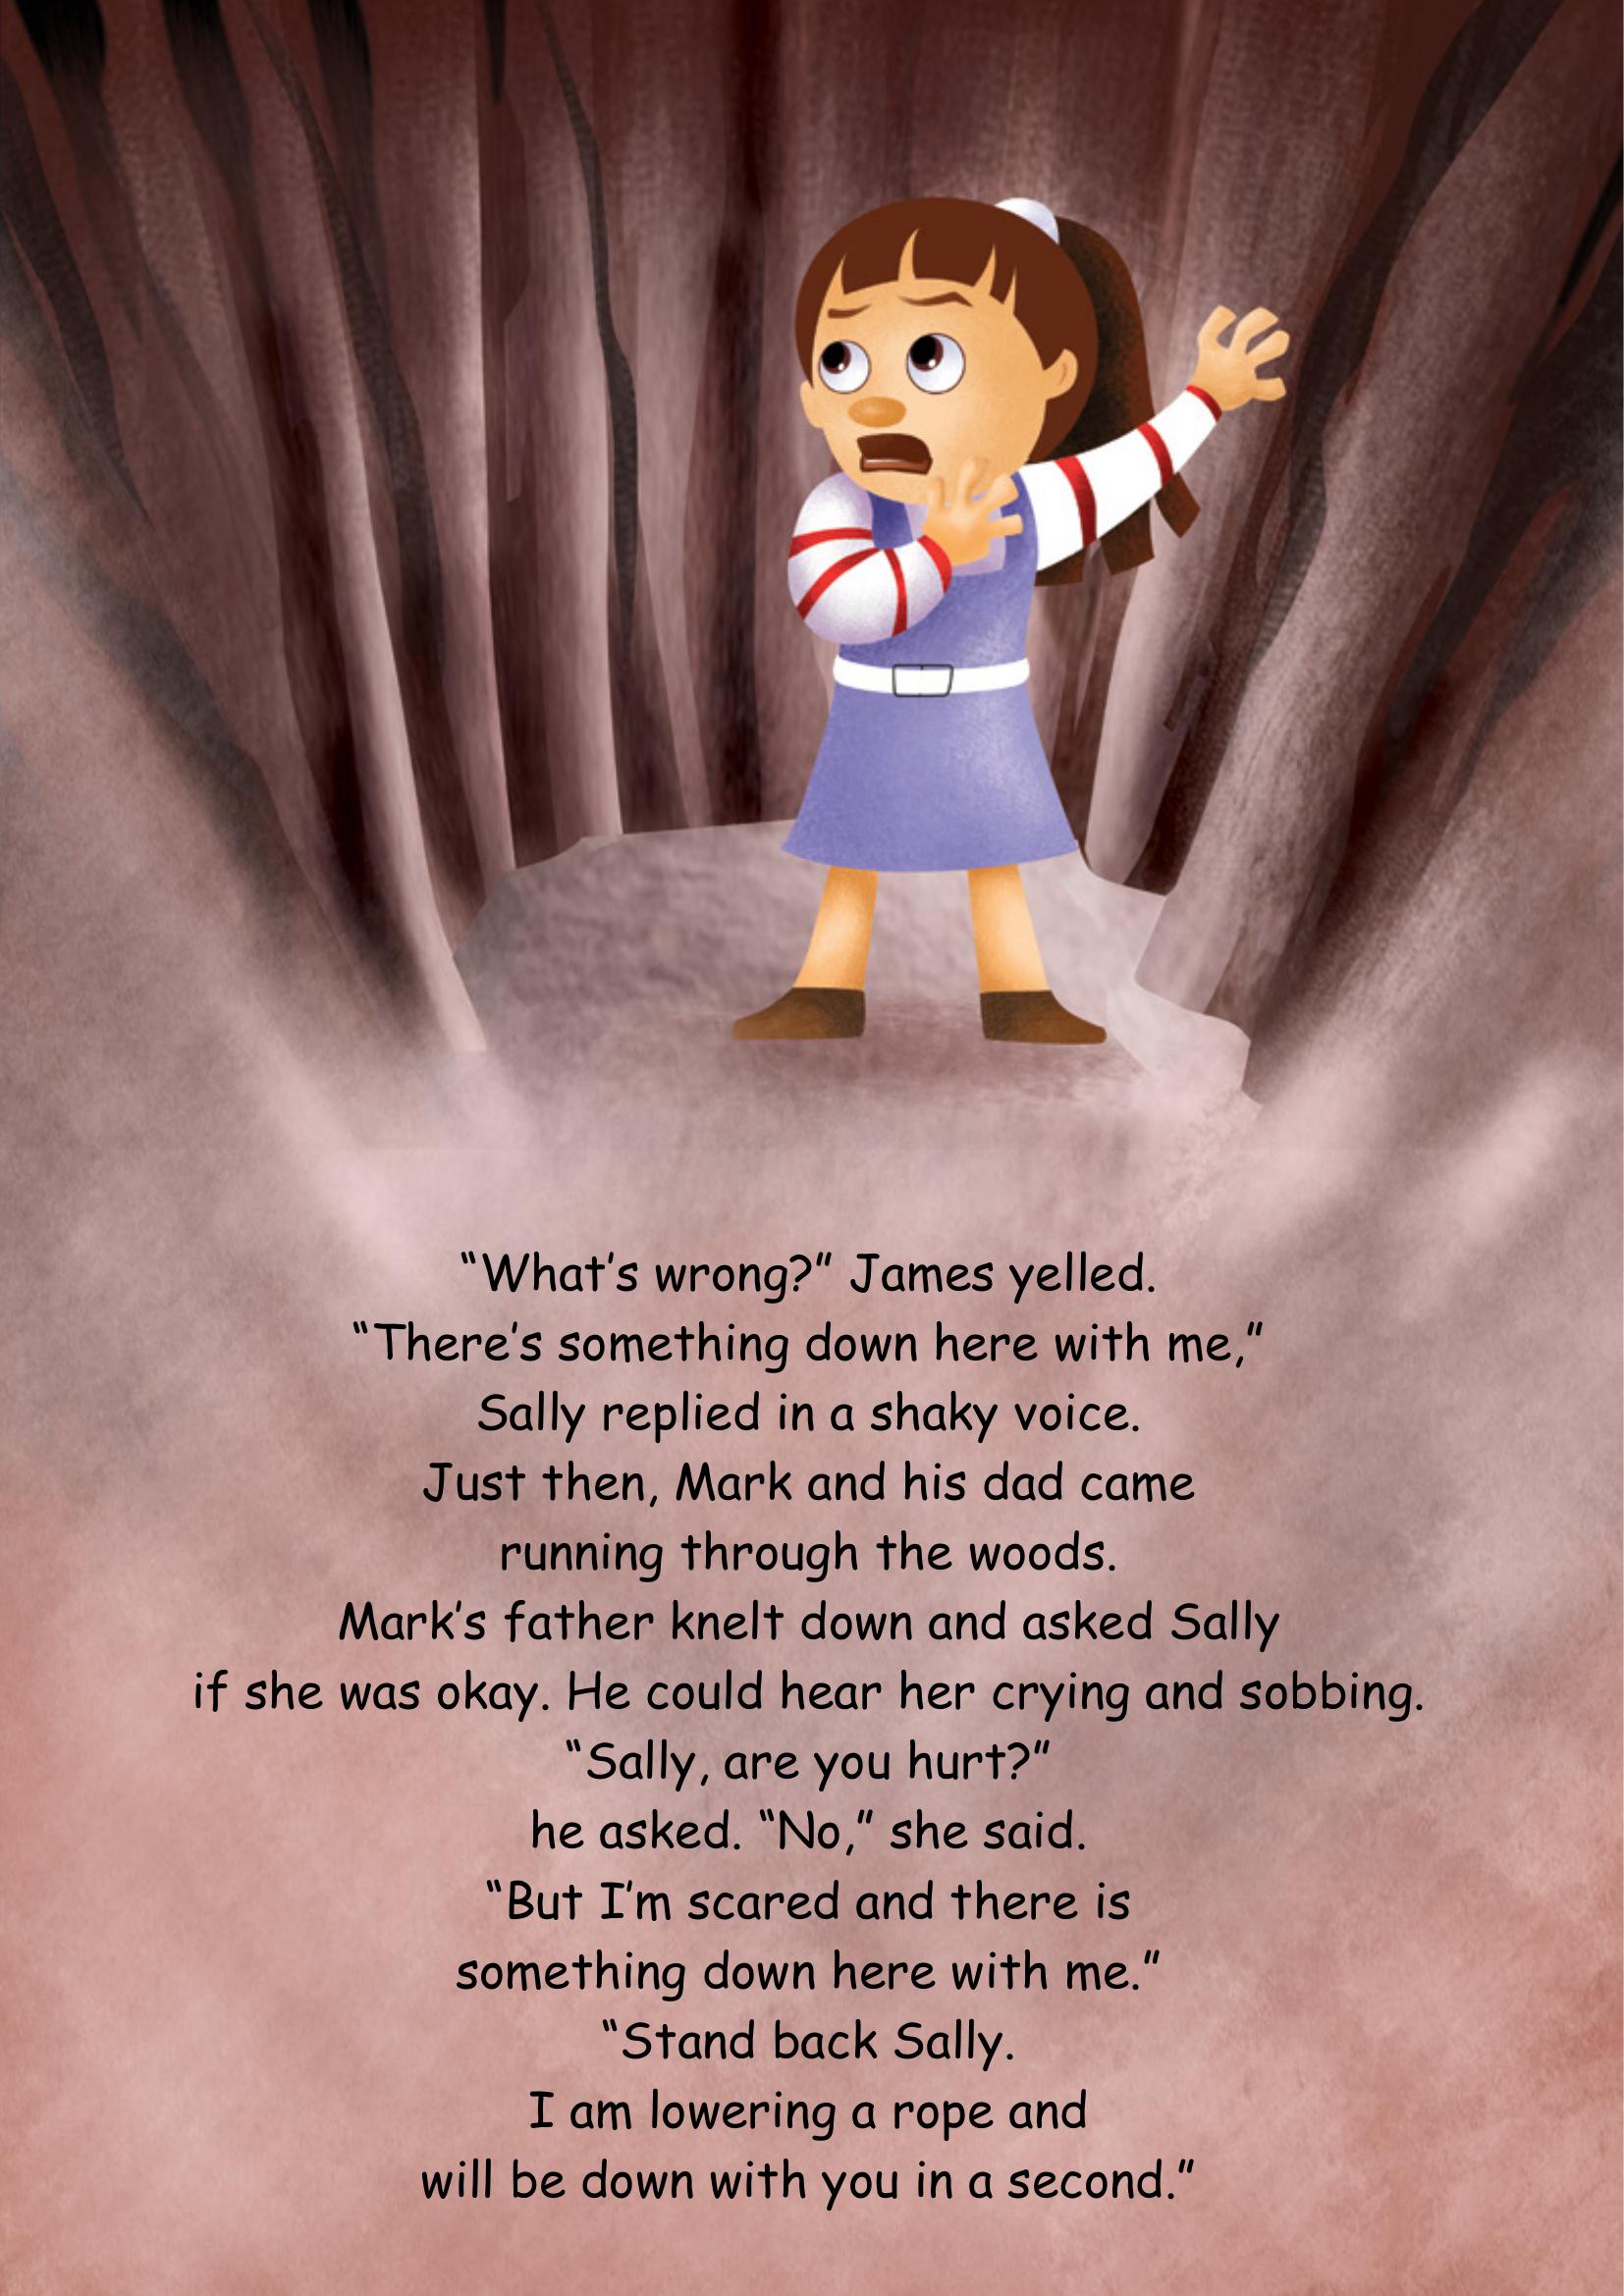 “What’s wrong?” James yelled.
“There’s something down here with me,”
Sally replied in a shaky voice.
Just then, Mark and his dad came
running through the woods.
Mark’s father knelt down and asked Sally
if she was okay. He could hear her crying and sobbing.
“Sally, are you hurt?”
he asked. “No,” she said.
“But I’m scared and there is
something down here with me.”
“Stand back Sally.
I am lowering a rope and
will be down with you in a second.”